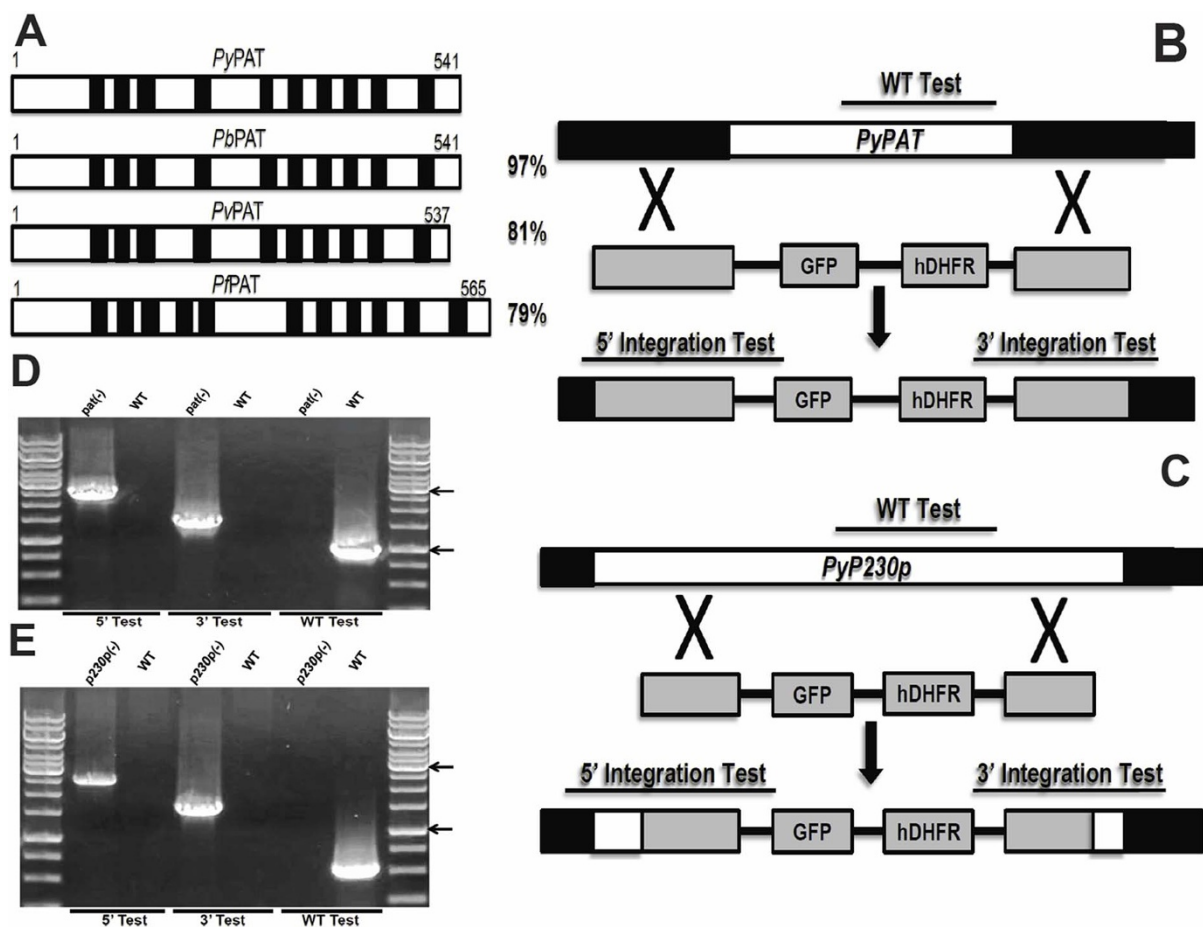 A
1 PyPAT 541
1 PbPAT 541
97%
1 PvPAT 537
81%
1 PfPAT 565
79%
B
WT Test
PyPAT
GFP hDHFR
5' Integration Test 3' Integration Test
GFP hDHFR
C
WT Test
PyP230p
GFP hDHFR
5' Integration Test 3' Integration Test
GFP hDHFR
D
pat(-) WT pat(-) WT pat(-) WT
5' Test 3' Test WT Test
E
p230p(-) WT p230p(-) WT p230p(-) WT
5' Test 3' Test WT Test